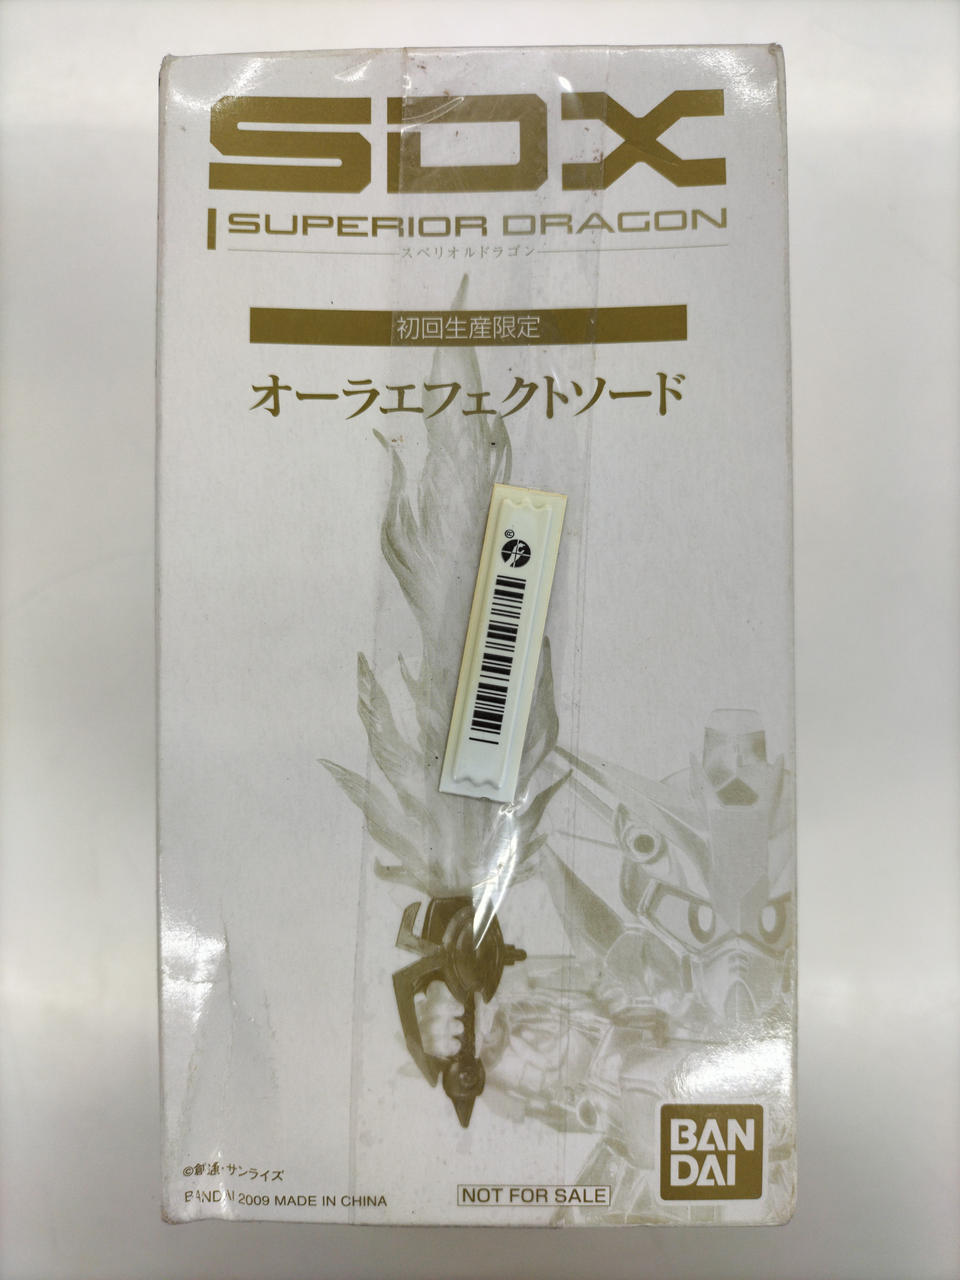 SDX
SUPERIOR DRAGON
スペリオルドラゴン
初回生産限定
オーラエフェクトソード
©
©創通・サンライズ
BANDAI 2009 MADE IN CHINA
NOT FOR SALE
BAN
DAI